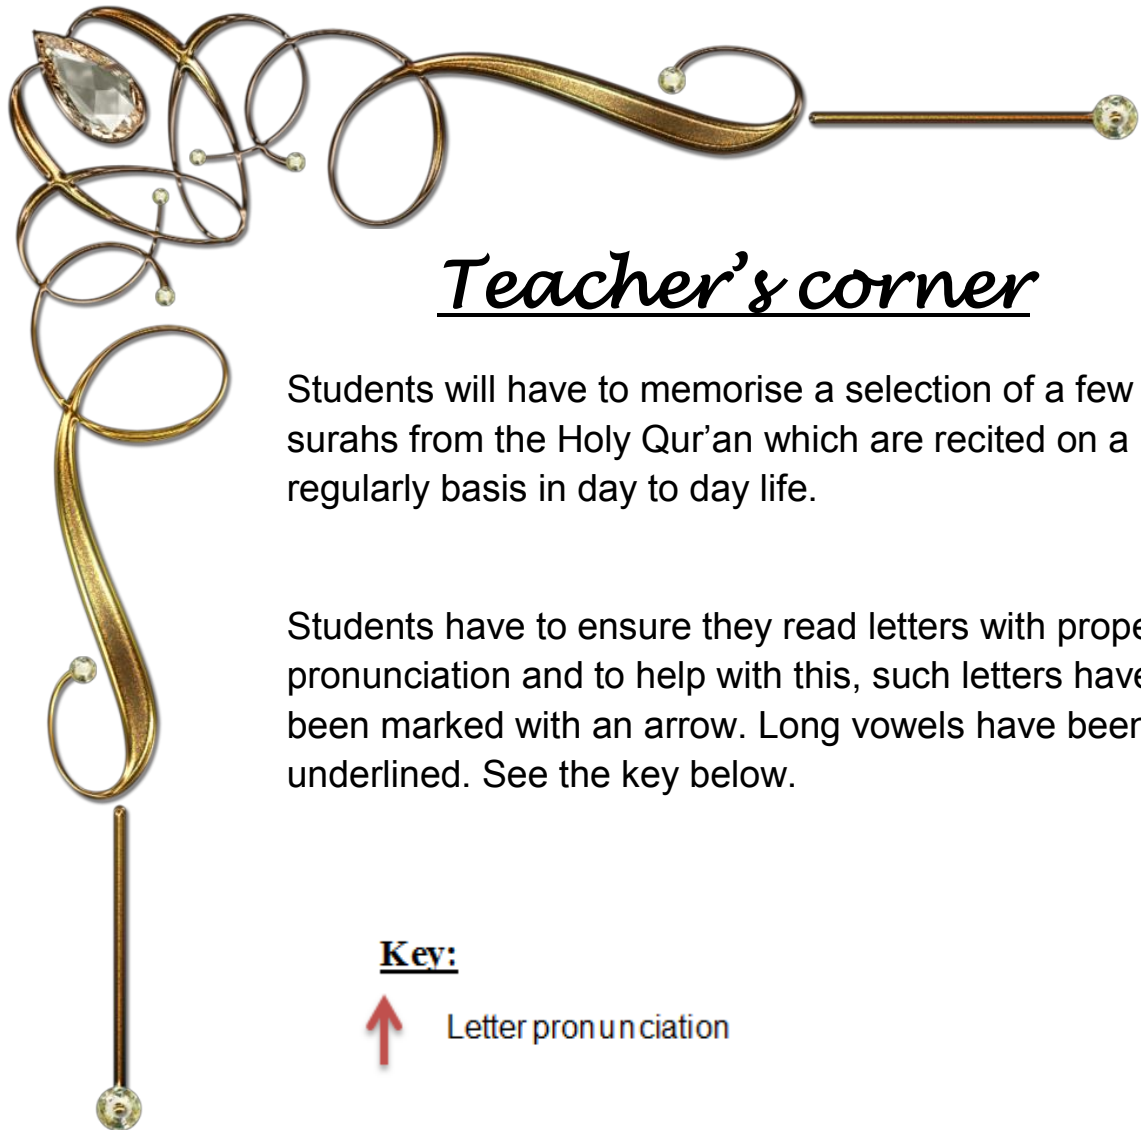 Teacher's corner
Students will have to memorise a selection of a few
surahs from the Holy Qur'an which are recited on a
regularly basis in day to day life.
Students have to ensure they read letters with prope
pronunciation and to help with this, such letters have
been marked with an arrow. Long vowels have been
underlined. See the key below.
Key:
Letter pronunciation